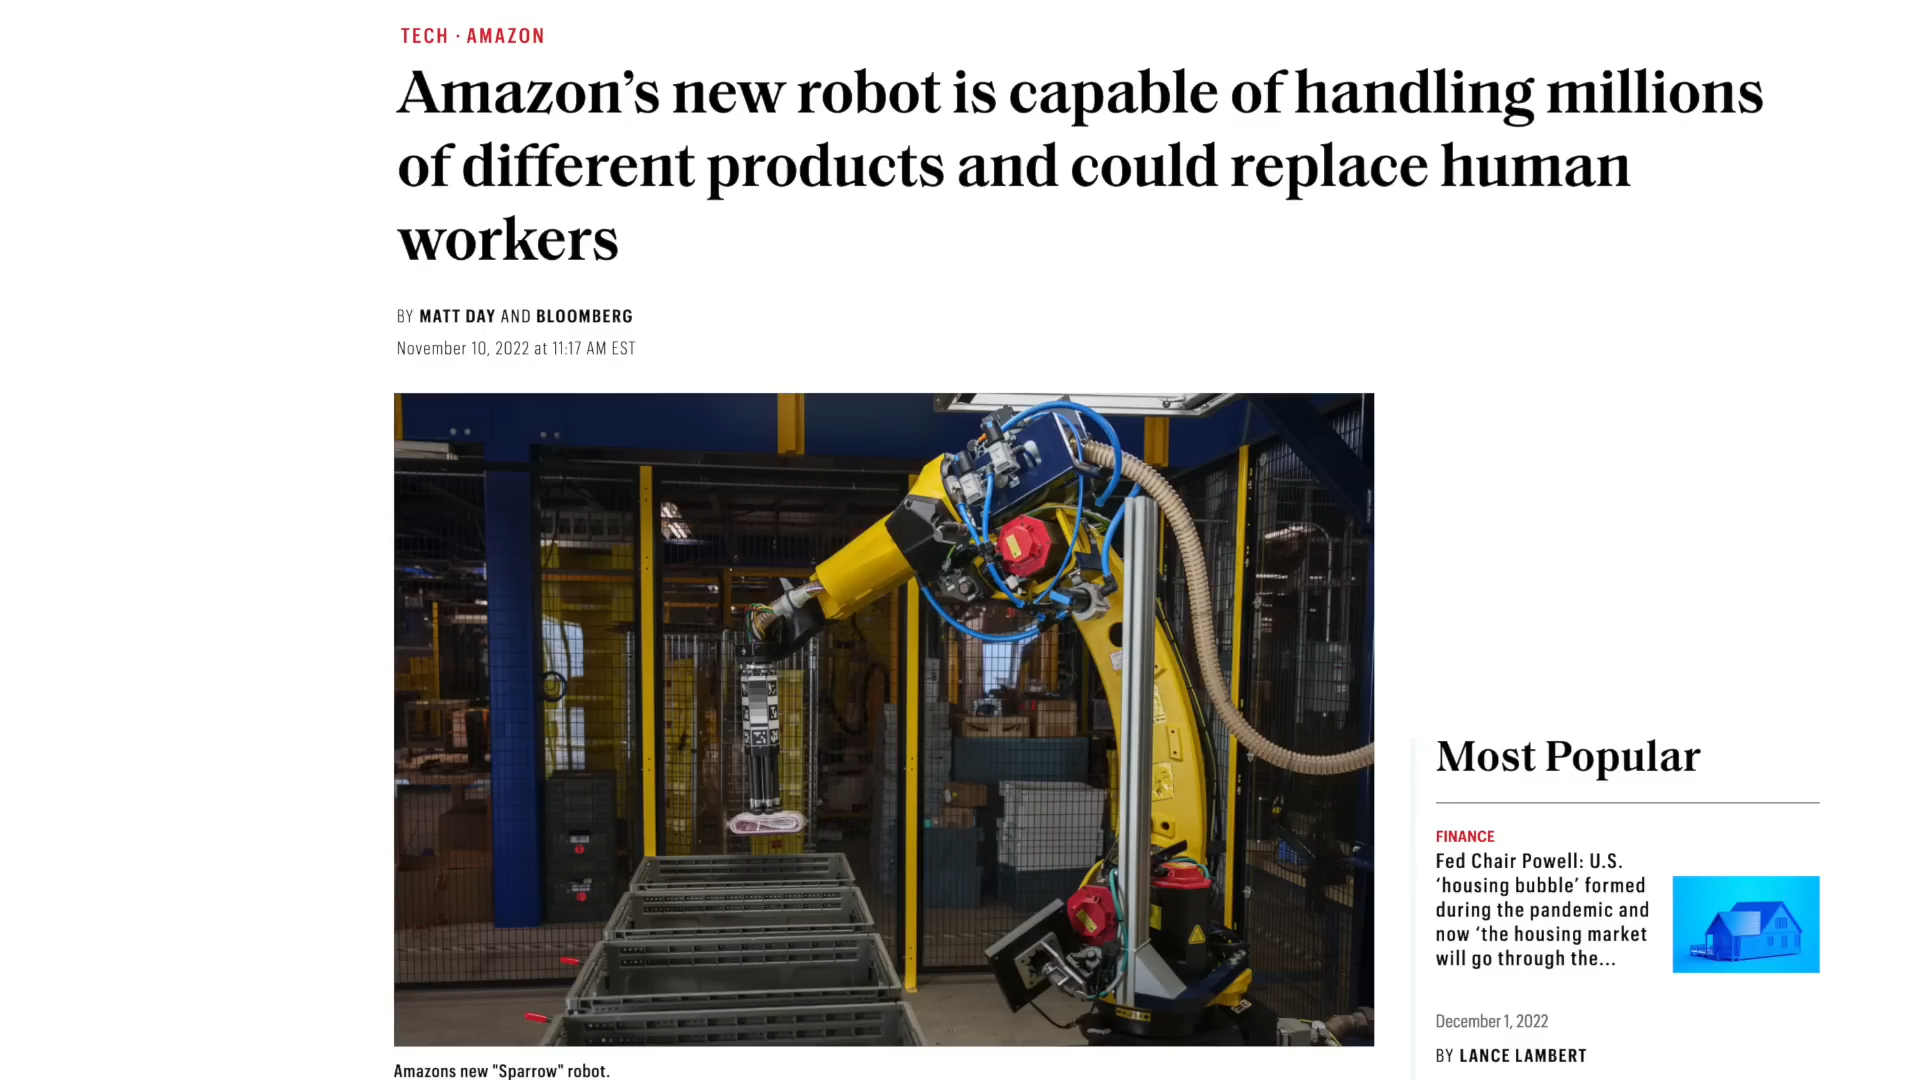 TECH · AMAZON
Amazon’s new robot is capable of handling millions
of different products and could replace human
workers
BY MATT DAY AND BLOOMBERG
November 10, 2022 at 11:17 AM EST
Most Popular
FINANCE
Fed Chair Powell: U.S.
‘housing bubble’ formed
during the pandemic and
now ‘the housing market
will go through the...
December 1, 2022
BY LANCE LAMBERT
Amazons new "Sparrow" robot.